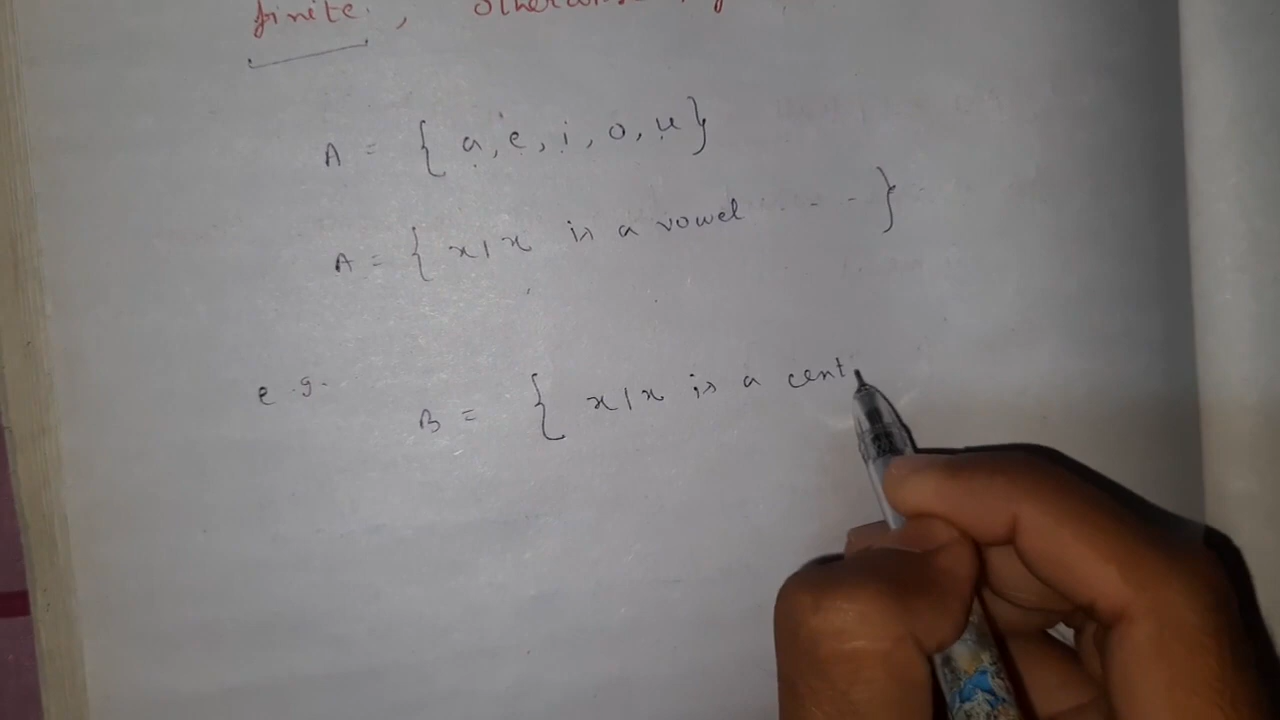 finite. ,
A = { a, e, i, o, u }
A = { x | x is a vowel - - - }
e.g.
B = { x | x is a cent